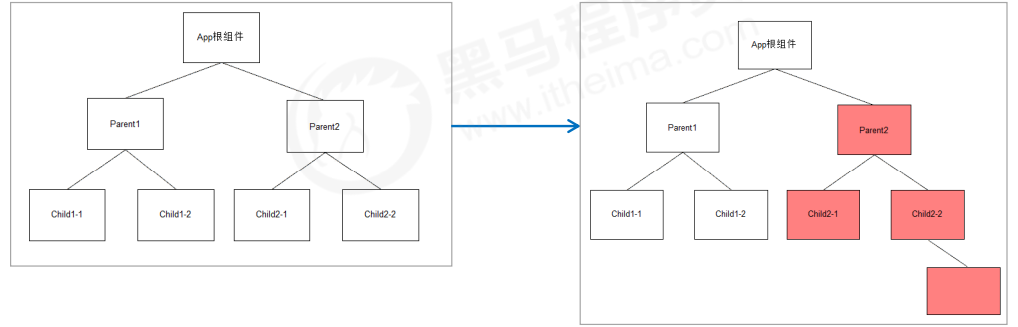 黑马程序员
www.itheima.com
App根组件
Parent1
Parent2
Child1-1
Child1-2
Child2-1
Child2-2
App根组件
Parent1
Parent2
Child1-1
Child1-2
Child2-1
Child2-2